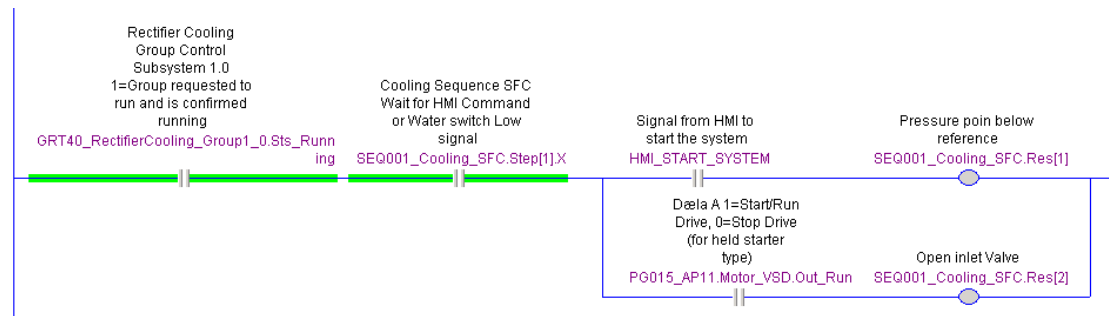 Rectifier Cooling
Group Control
Subsystem 1.0
1=Group requested to
run and is confirmed
running
GRT40_RectifierCooling_Group1_0.Sts_Runn
ing
Cooling Sequence SFC
Wait for HMI Command
or Water switch Low
signal
SEQ001_Cooling_SFC.Step[1].X
Signal from HMI to
start the system
HMI_START_SYSTEM
Pressure poin below
reference
SEQ001_Cooling_SFC.Res[1]
Dæla A 1=Start/Run
Drive, 0=Stop Drive
(for held starter
type)
PG015_AP11.Motor_VSD.Out_Run
Open inlet Valve
SEQ001_Cooling_SFC.Res[2]